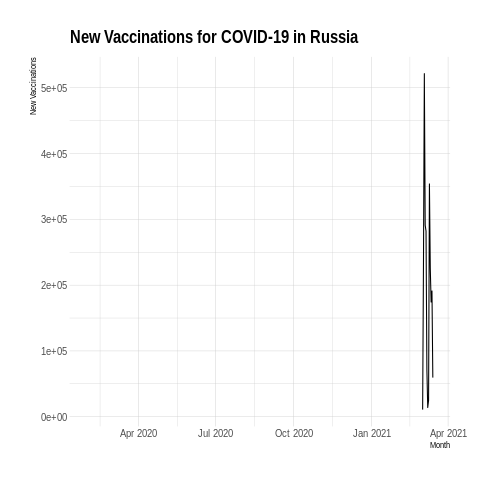 New Vaccinations for COVID-19 in Russia
New Vaccinations
5e+05
4e+05
3e+05
2e+05
1e+05
0e+00
Apr 2020 Jul 2020 Oct 2020 Jan 2021 Apr 2021
Month